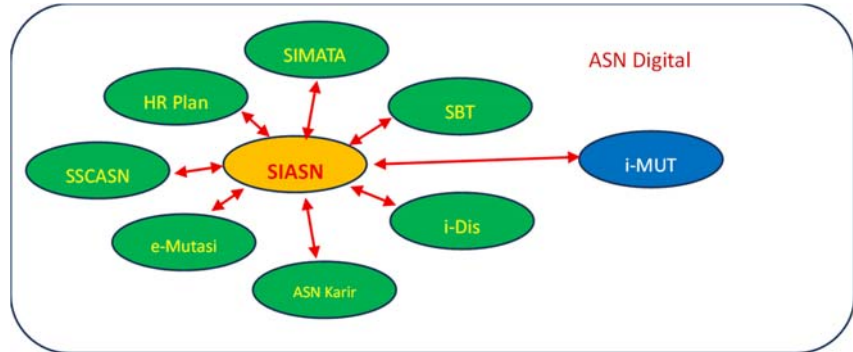 SIMATA
ASN Digital
HR Plan
SBT
SSCASN
SIASN
i-MUT
e-Mutasi
i-Dis
ASN Karir